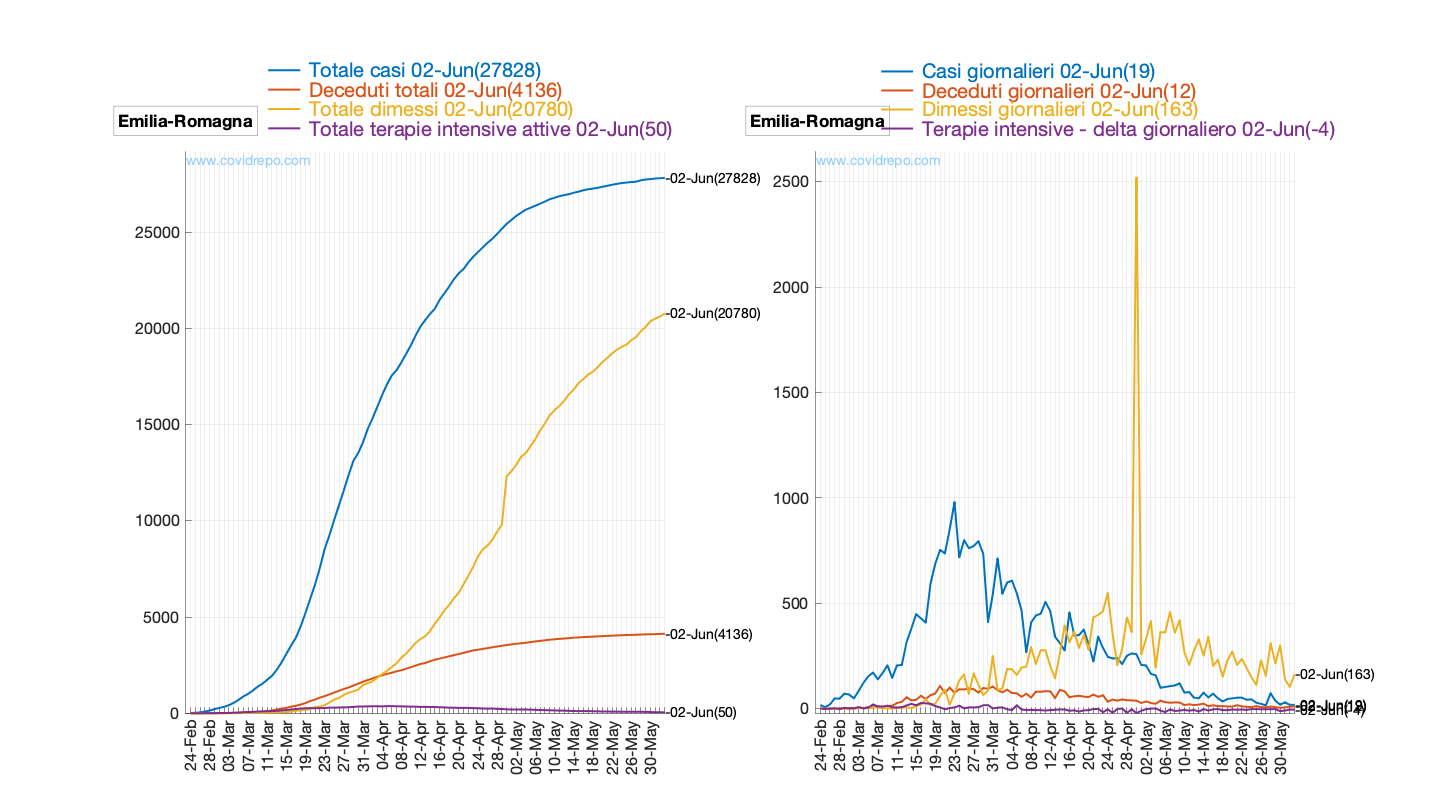 Totale casi 02-Jun(27828)
Deceduti totali 02-Jun(4136)
Totale dimessi 02-Jun(20780)
Totale terapie intensive attive 02-Jun(50)
Emilia-Romagna
www.covidrepo.com
25000
20000
15000
10000
5000
0
-02-Jun(27828)
-02-Jun(20780)
-02-Jun(4136)
-02-Jun(50)
24-Feb
28-Feb
03-Mar
07-Mar
11-Mar
15-Mar
19-Mar
23-Mar
27-Mar
31-Mar
04-Apr
08-Apr
12-Apr
16-Apr
20-Apr
24-Apr
28-Apr
02-May
06-May
10-May
14-May
18-May
22-May
26-May
30-May
Casi giornalieri 02-Jun(19)
Deceduti giornalieri 02-Jun(12)
Dimessi giornalieri 02-Jun(163)
Terapie intensive - delta giornaliero 02-Jun(-4)
Emilia-Romagna
www.covidrepo.com
2500
2000
1500
1000
500
0
-02-Jun(163)
24-Feb
28-Feb
03-Mar
07-Mar
11-Mar
15-Mar
19-Mar
23-Mar
27-Mar
31-Mar
04-Apr
08-Apr
12-Apr
16-Apr
20-Apr
24-Apr
28-Apr
02-May
06-May
10-May
14-May
18-May
22-May
26-May
30-May